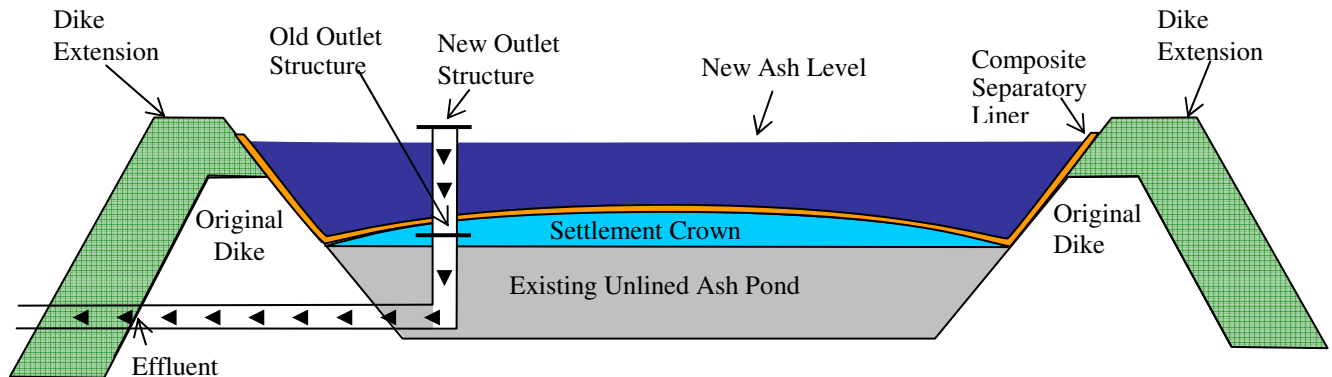 Dike
Extension
Old Outlet
Structure
New Outlet
Structure
New Ash Level
Composite
Separatory
Liner
Dike
Extension
Original
Dike
Settlement Crown
Original
Dike
Existing Unlined Ash Pond
Effluent